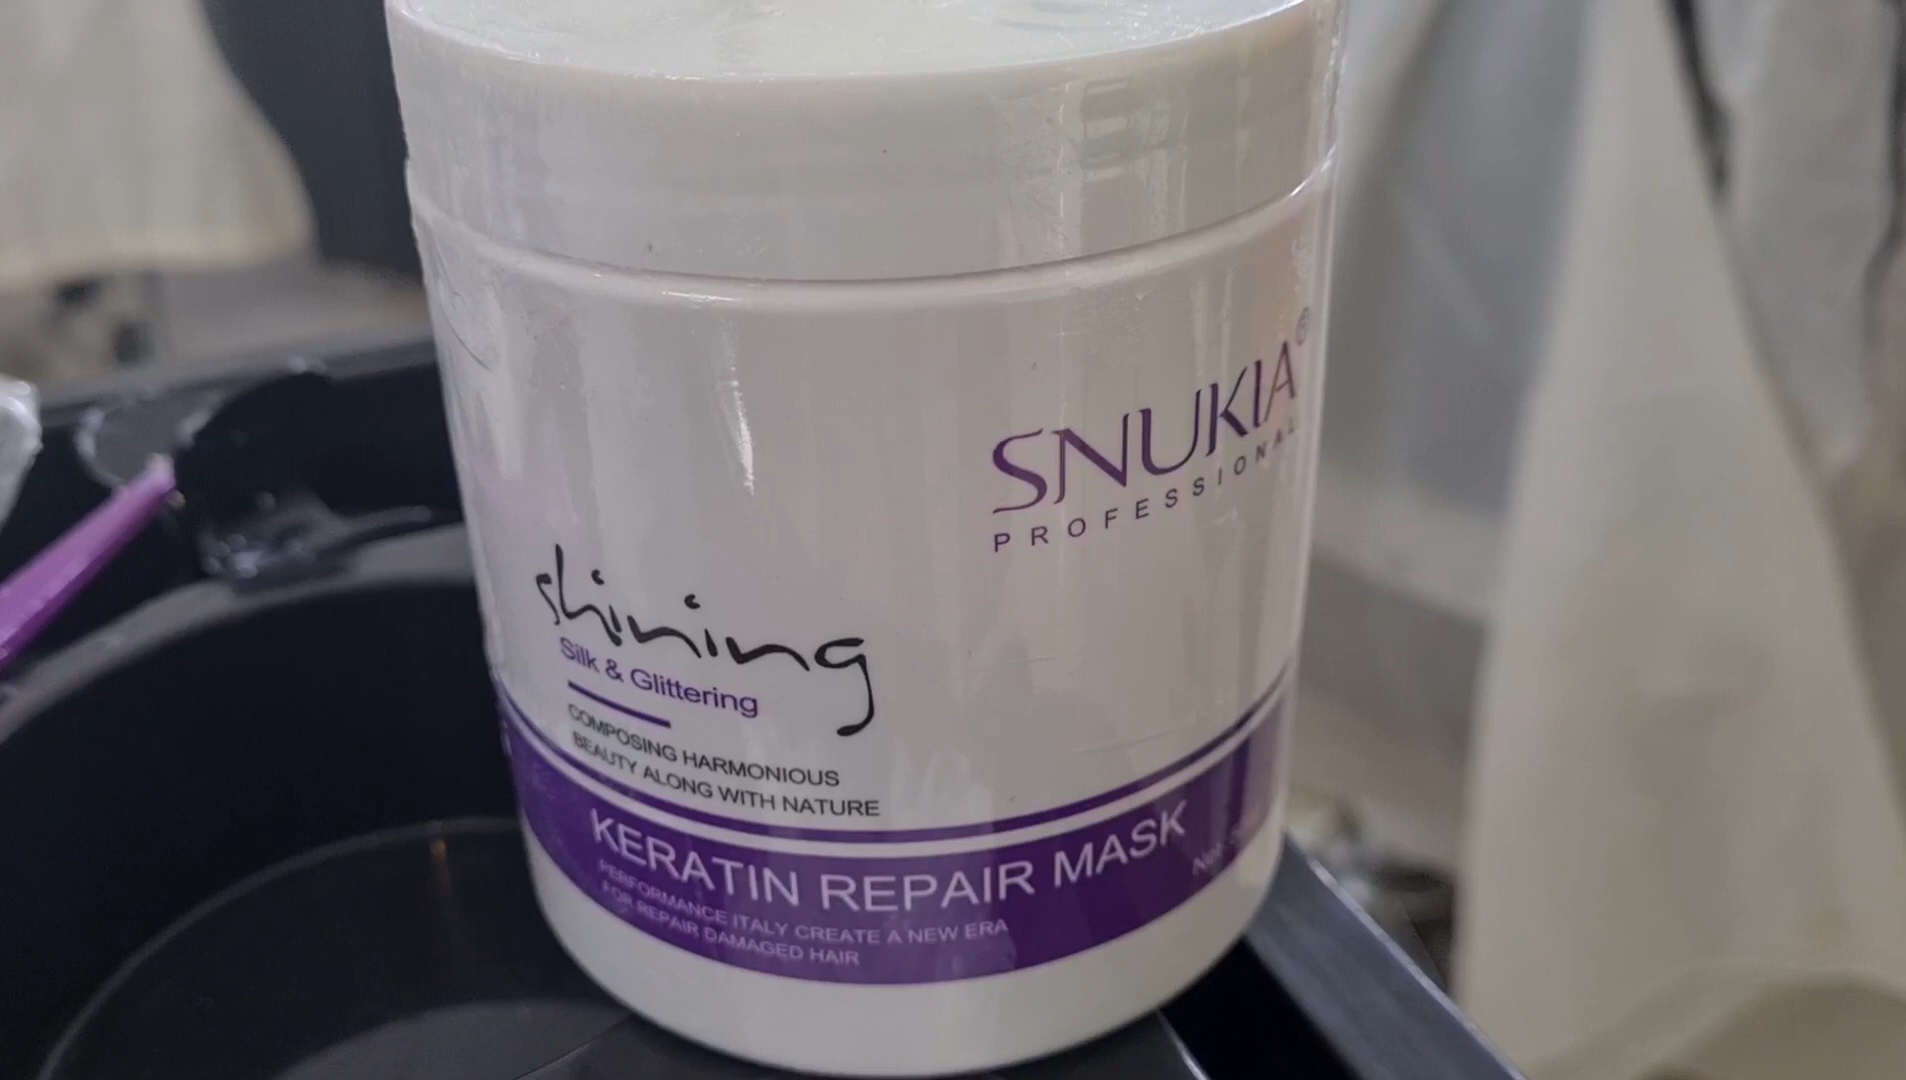 SNUKIA®
PROFESSIONAL
shining
Silk & Glittering
COMPOSING HARMONIOUS
BEAUTY ALONG WITH NATURE
KERATIN REPAIR MASK
PERFORMANCE ITALY CREATE A NEW ERA
FOR REPAIR DAMAGED HAIR